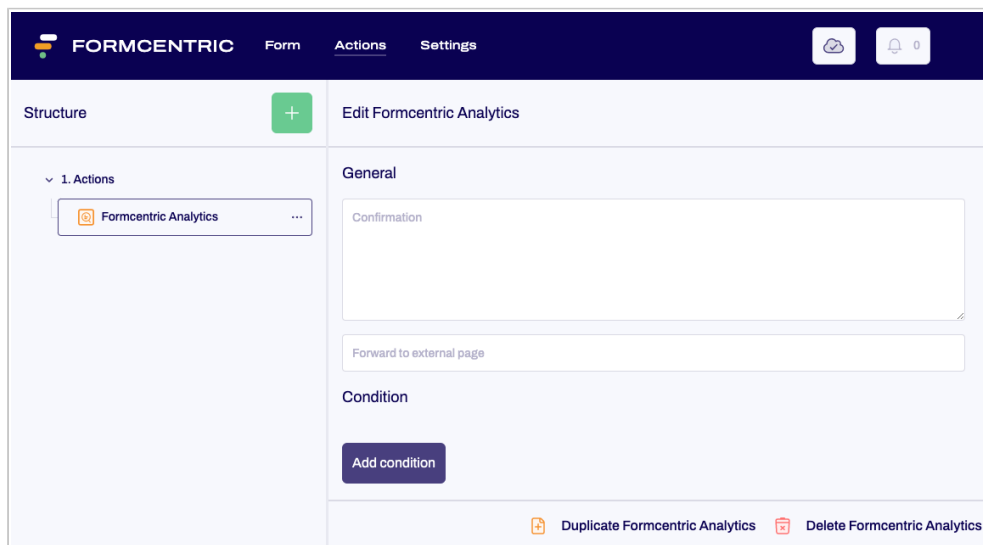 FORMCENTRIC Form Actions Settings 0
Structure
Edit Formcentric Analytics
1. Actions
Formcentric Analytics
General
Confirmation
Forward to external page
Condition
Add condition
Duplicate Formcentric Analytics Delete Formcentric Analytics